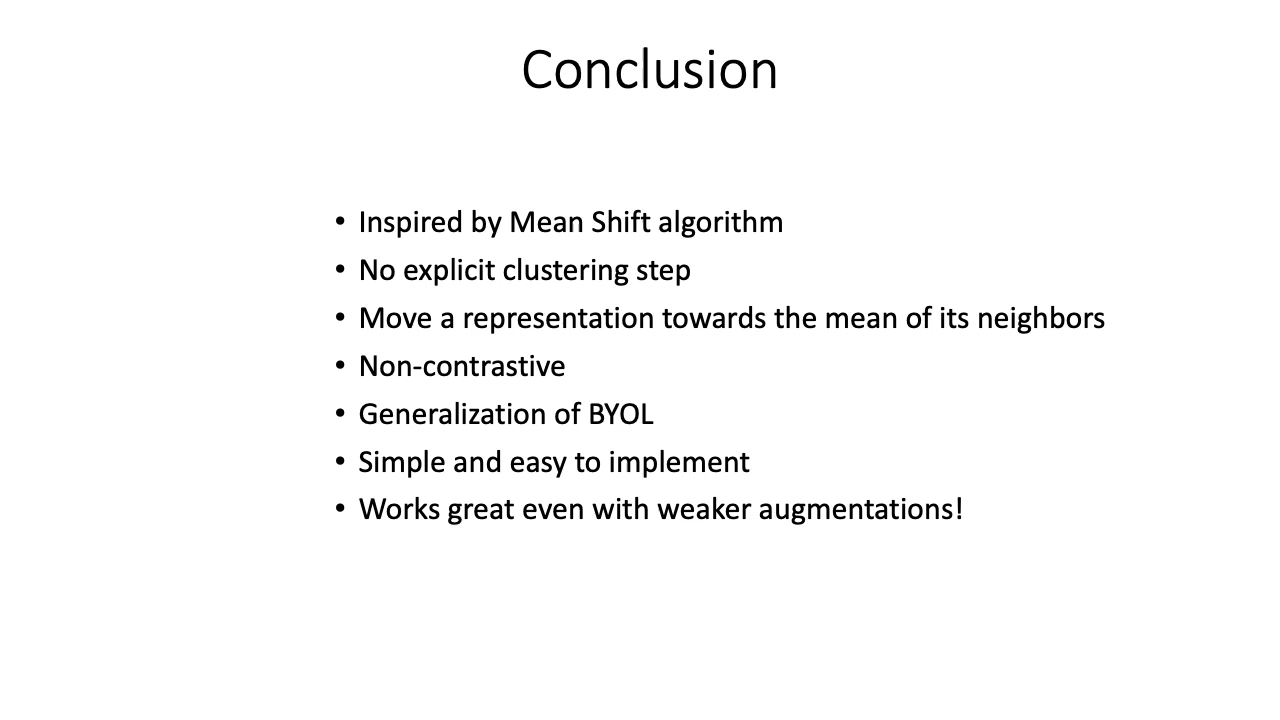 Conclusion
• Inspired by Mean Shift algorithm
• No explicit clustering step
• Move a representation towards the mean of its neighbors
• Non-contrastive
• Generalization of BYOL
• Simple and easy to implement
• Works great even with weaker augmentations!